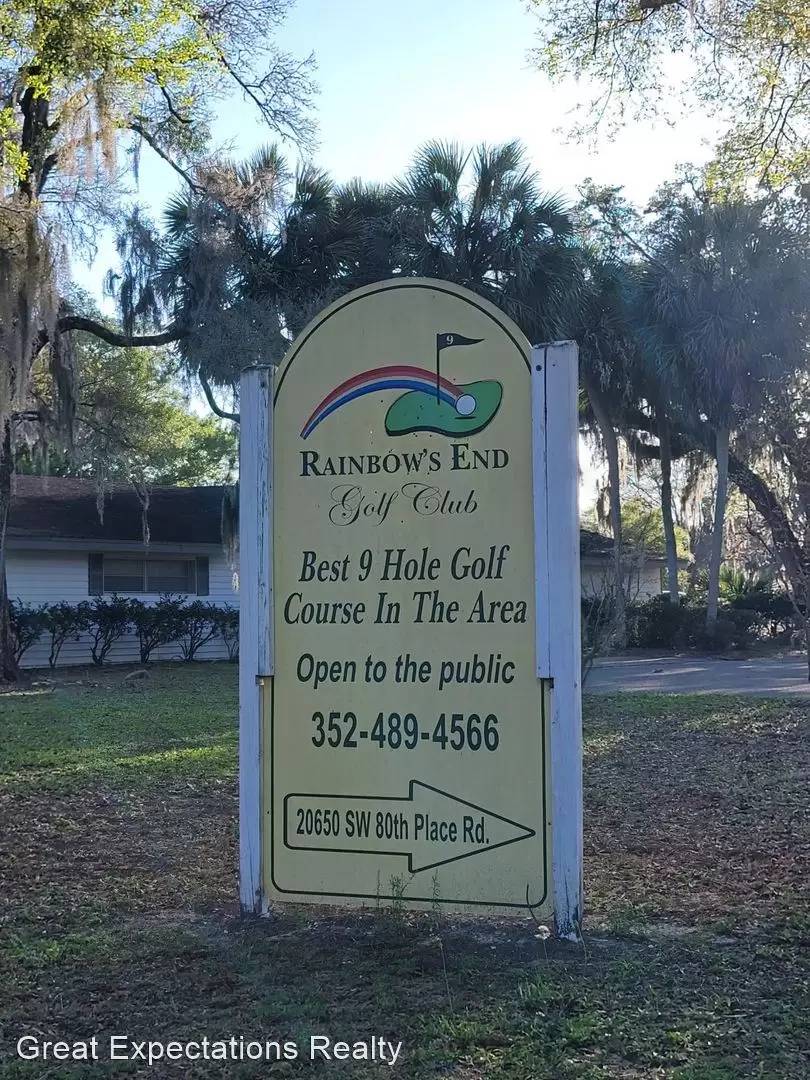 9
RAINBOW'S END
Golf Club
Best 9 Hole Golf
Course In The Area
Open to the public
352-489-4566
20650 SW 80th Place Rd.
Great Expectations Realty